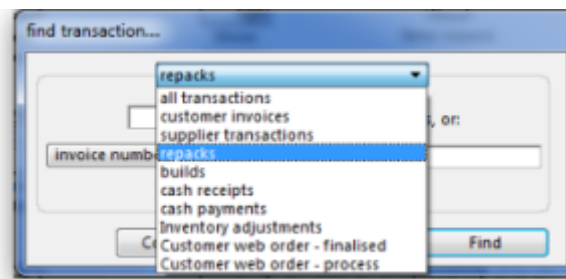 find transaction...
repacks
all transactions
customer invoices
supplier transactions
, or:
repacks
invoice numb
builds
cash receipts
cash payments
Inventory adjustments
Customer web order - finalised
Find
Customer web order - process